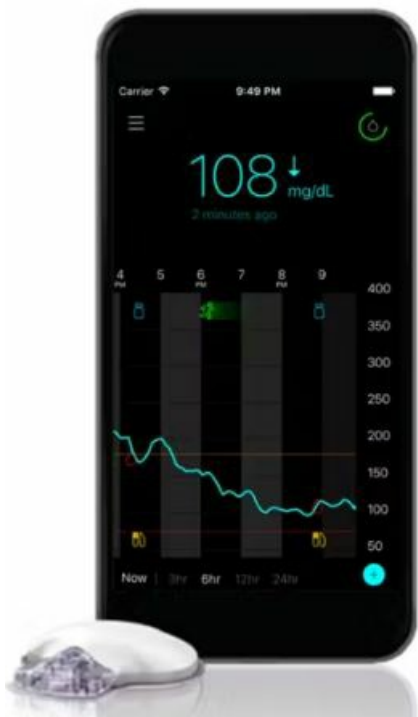 Carrier 9:49 PM
108 mg/dL
2 minutes ago
4 PM 5 6 PM 7 8 PM 9
400
350
300
250
200
150
100
50
Now | 3hr 6hr 12hr 24hr